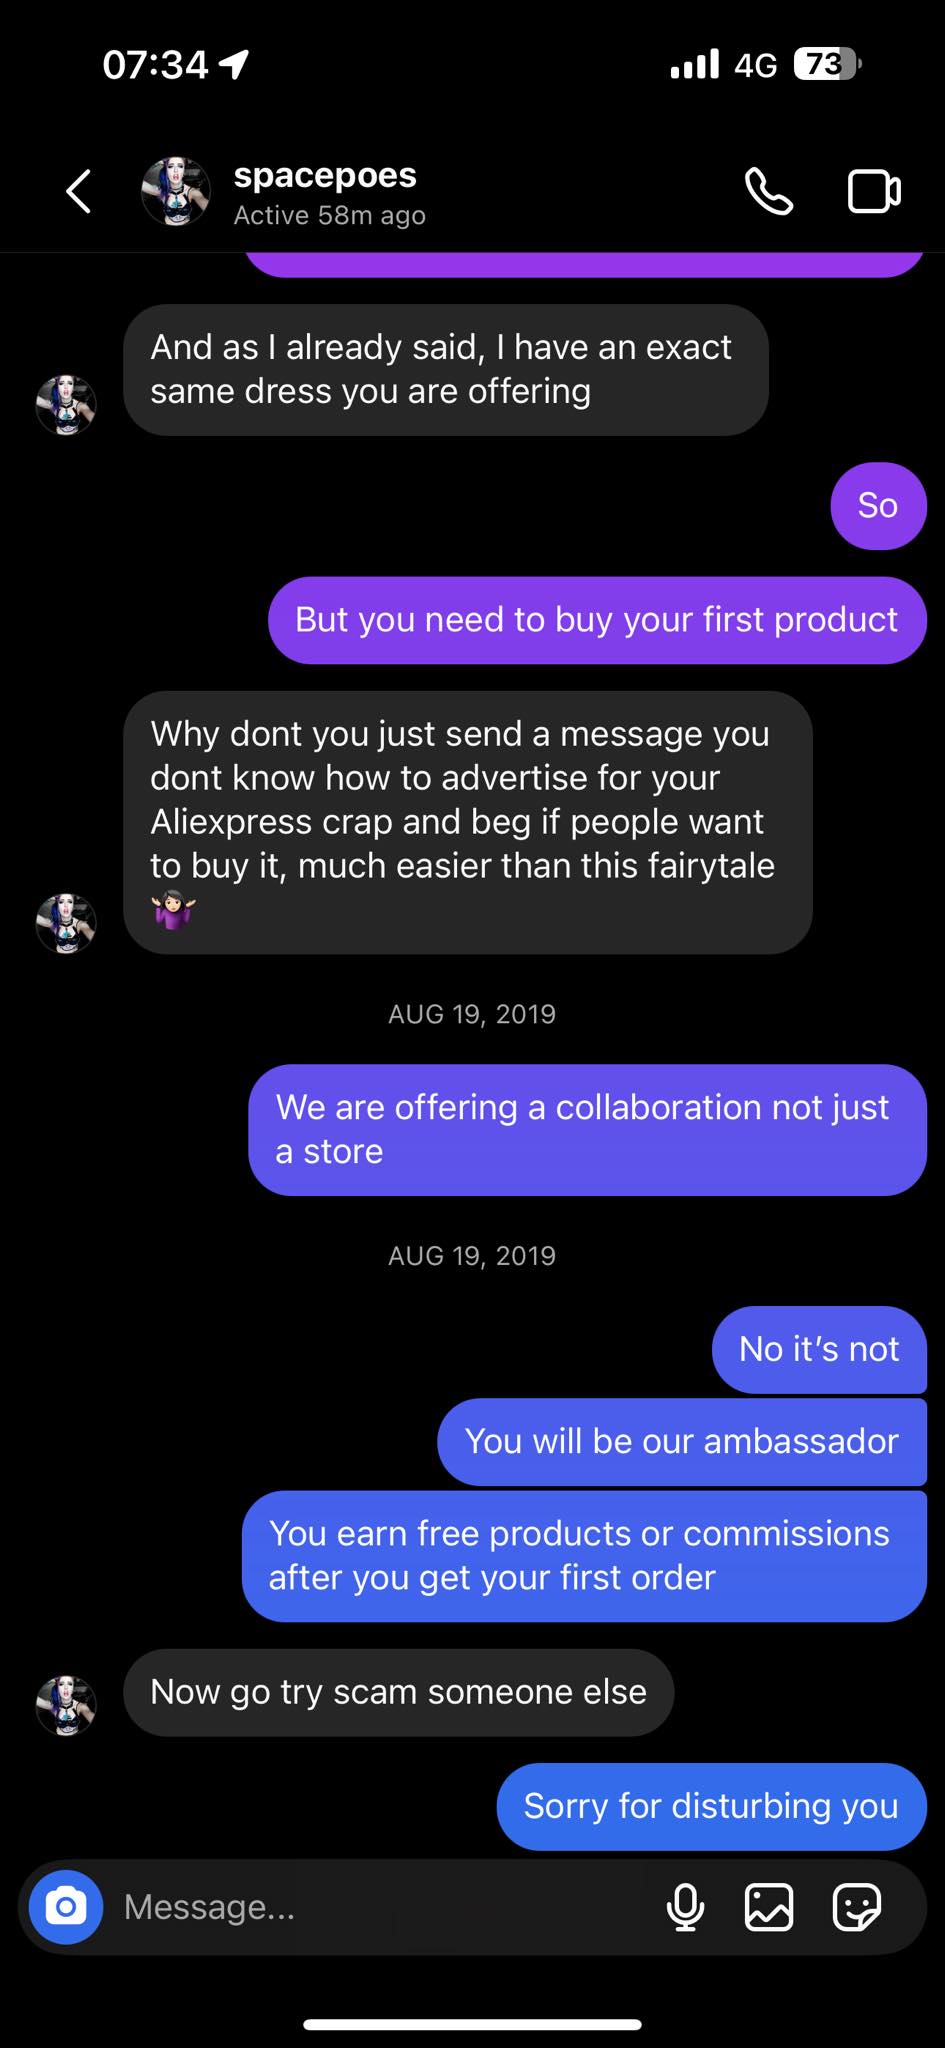 07:34
4G
73
spacepoes
Active 58m ago
And as I already said, I have an exact
same dress you are offering
So
But you need to buy your first product
Why dont you just send a message you
dont know how to advertise for your
Aliexpress crap and beg if people want
to buy it, much easier than this fairytale
🤷🏻‍♀️
AUG 19, 2019
We are offering a collaboration not just
a store
AUG 19, 2019
No it’s not
You will be our ambassador
You earn free products or commissions
after you get your first order
Now go try scam someone else
Sorry for disturbing you
Message...